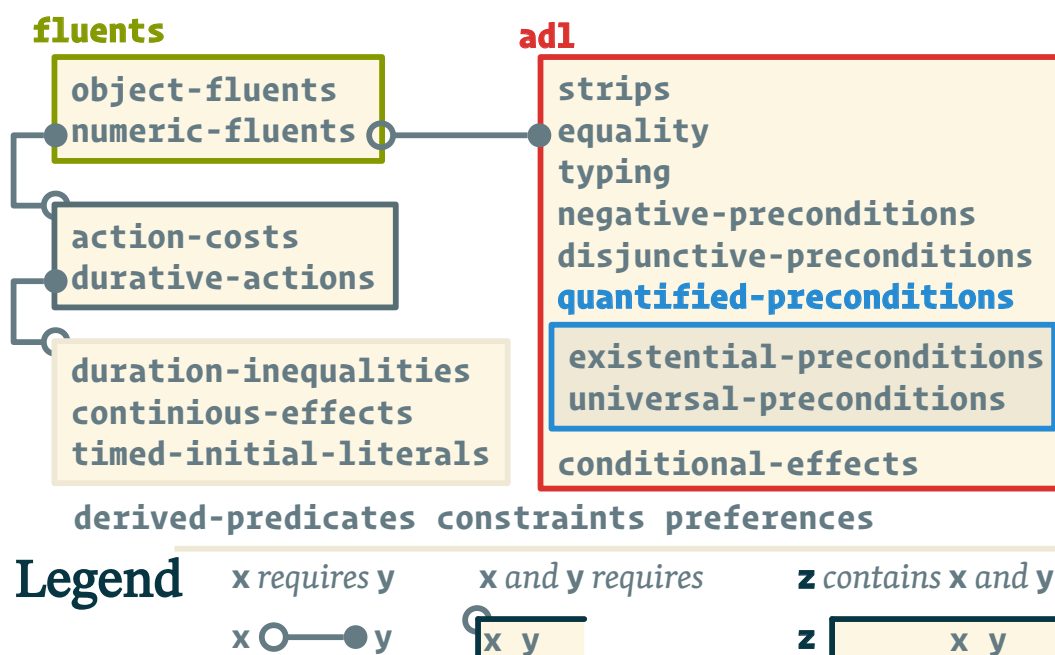 fluents
object-fluents
numeric-fluents
action-costs
durative-actions
duration-inequalities
continious-effects
timed-initial-literals
adl
strips
equality
typing
negative-preconditions
disjunctive-preconditions
quantified-preconditions
existential-preconditions
universal-preconditions
conditional-effects
derived-predicates constraints preferences
Legend
x requires y
x and y requires
z contains x and y
x y
x y
z x y